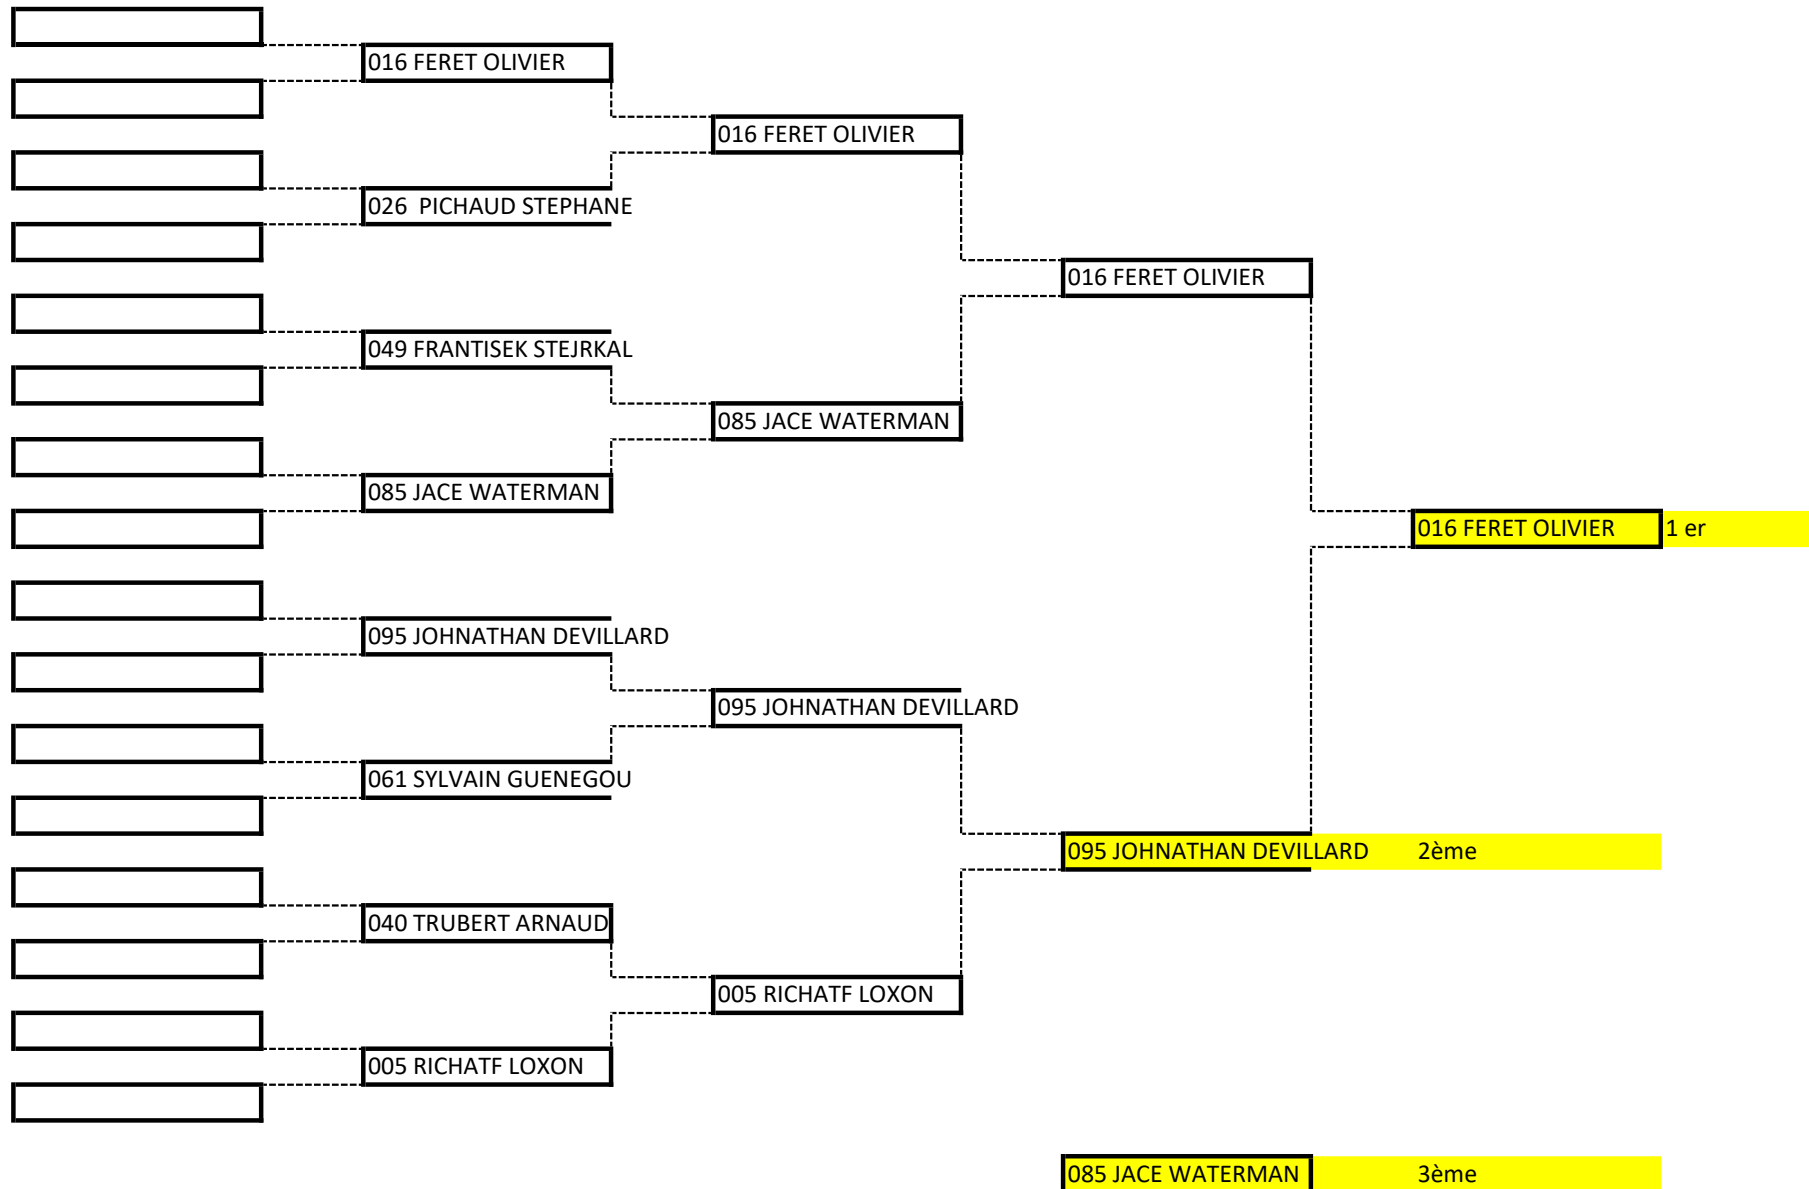 016 FERET OLIVIER
016 FERET OLIVIER
026  PICHAUD STEPHANE
016 FERET OLIVIER
049 FRANTISEK STEJRKAL
085 JACE WATERMAN
085 JACE WATERMAN
016 FERET OLIVIER 1 er
095 JOHNATHAN DEVILLARD
095 JOHNATHAN DEVILLARD
061 SYLVAIN GUENEGOU
095 JOHNATHAN DEVILLARD 2ème
040 TRUBERT ARNAUD
005 RICHATF LOXON
005 RICHATF LOXON
085 JACE WATERMAN 3ème